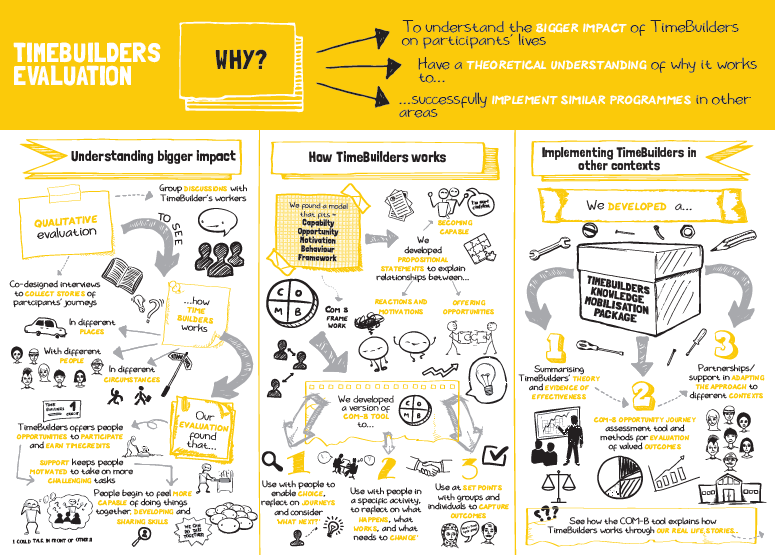 TIMEBUILDERS
EVALUATION
WHY?
To understand the BIGGER IMPACT of TimeBuilders
on participants' lives
Have a THEORETICAL UNDERSTANDING of why it works
to...
...successfully IMPLEMENT SIMILAR PROGRAMMES in other
areas
Understanding bigger impact
QUALITATIVE
evaluation
Group DISCUSSIONS with
TimeBuilder's workers
TO SEE
Co-designed interviews
to COLLECT STORIES of
participants' journeys
...how
TIME
BUILDERS
works
In different
PLACES
With different
PEOPLE
In different
CIRCUMSTANCES
TIME
BUILDERS
1
Our
EVALUATION
found
that...
TimeBuilders offers people
OPPORTUNITIES to PARTICIPATE
and EARN TIMECREDITS
SUPPORT keeps people
MOTIVATED to take on more
CHALLENGING tasks
People begin to feel MORE
CAPABLE of doing things
together, DEVELOPING and
SHARING SKILLS
I COULD TALK IN FRONT OF OTHERS
WE CAN
DO THIS
TOGETHER
How TimeBuilders works
We found a model
that fits -
Capability
Opportunity
Motivation
Behaviour
Framework
BECOMING
CAPABLE
We
developed
PROPOSITIONAL
STATEMENTS to explain
relationships between...
C O
M B
COM B
FRAME
WORK
REACTIONS AND
MOTIVATIONS
OFFERING
OPPORTUNITIES
We developed
a version of
COM-B TOOL
to...
C O
M B
1
Use with people to
enable CHOICE,
reflect on JOURNEYS
and consider
'WHAT NEXT?'
2
Use with people in
a specific activity,
to reflect on what
HAPPENS, what
WORKS, and what
needs to CHANGE
3
Use at SET POINTS
with groups and
individuals to CAPTURE
OUTCOMES
Implementing TimeBuilders in
other contexts
We DEVELOPED a...
TIMEBUILDERS
KNOWLEDGE
MOBILISATION
PACKAGE
1
Summarising
TimeBuilders' THEORY
and EVIDENCE OF
EFFECTIVENESS
2
COM-B OPPORTUNITY JOURNEY
assessment tool and
methods for EVALUATION
of valued OUTCOMES
3
Partnerships/
support in ADAPTING
THE APPROACH to
different CONTEXTS
???
See how the COM-B tool explains how
TimeBuilders works through OUR REAL LIFE STORIES...